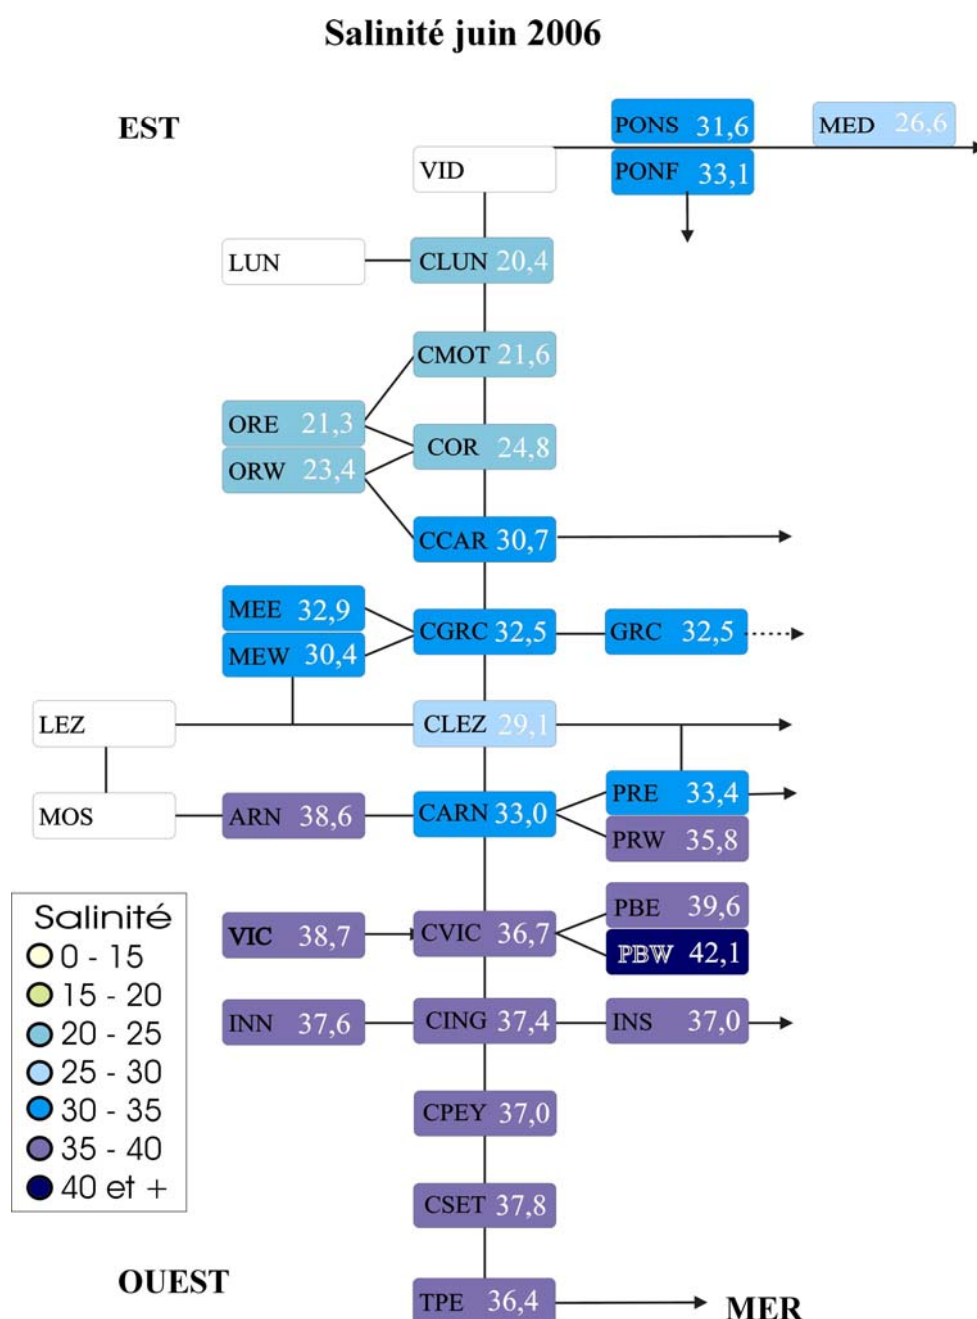 Salinité juin 2006
EST
PONS 31,6
MED 26,6
VID
PONF 33,1
LUN
CLUN 20,4
CMOT 21,6
ORE 21,3
COR 24,8
ORW 23,4
CCAR 30,7
MEE 32,9
CGRC 32,5
GRC 32,5
MEW 30,4
LEZ
CLEZ 29,1
PRE 33,4
MOS
ARN 38,6
CARN 33,0
PRW 35,8
Salinité
0 - 15
15 - 20
20 - 25
25 - 30
30 - 35
35 - 40
40 et +
PBE 39,6
VIC 38,7
CVIC 36,7
PBW 42,1
INN 37,6
CING 37,4
INS 37,0
CPEY 37,0
CSET 37,8
OUEST
TPE 36,4
MER